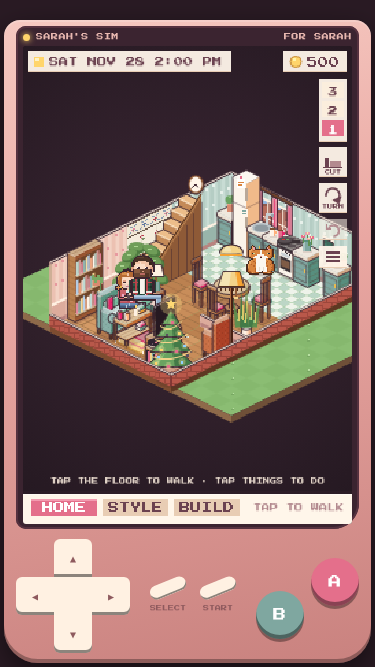 SARAH'S SIM
FOR SARAH
SAT NOV 28 2:00 PM
500
3
2
1
CUT
TURN
TAP THE FLOOR TO WALK · TAP THINGS TO DO
HOME STYLE BUILD TAP TO WALK
SELECT START
A
B